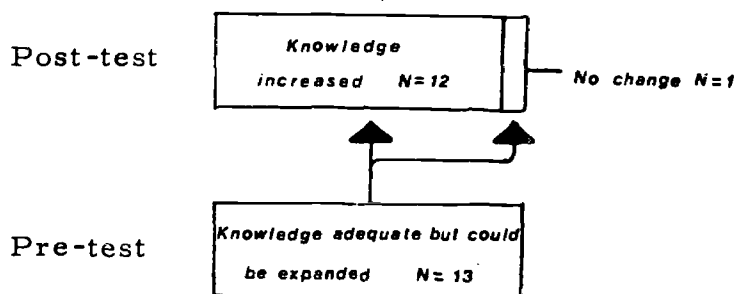 Post-test
Knowledge
increased N=12
No change N=1
Pre-test
Knowledge adequate but could
be expanded N=13